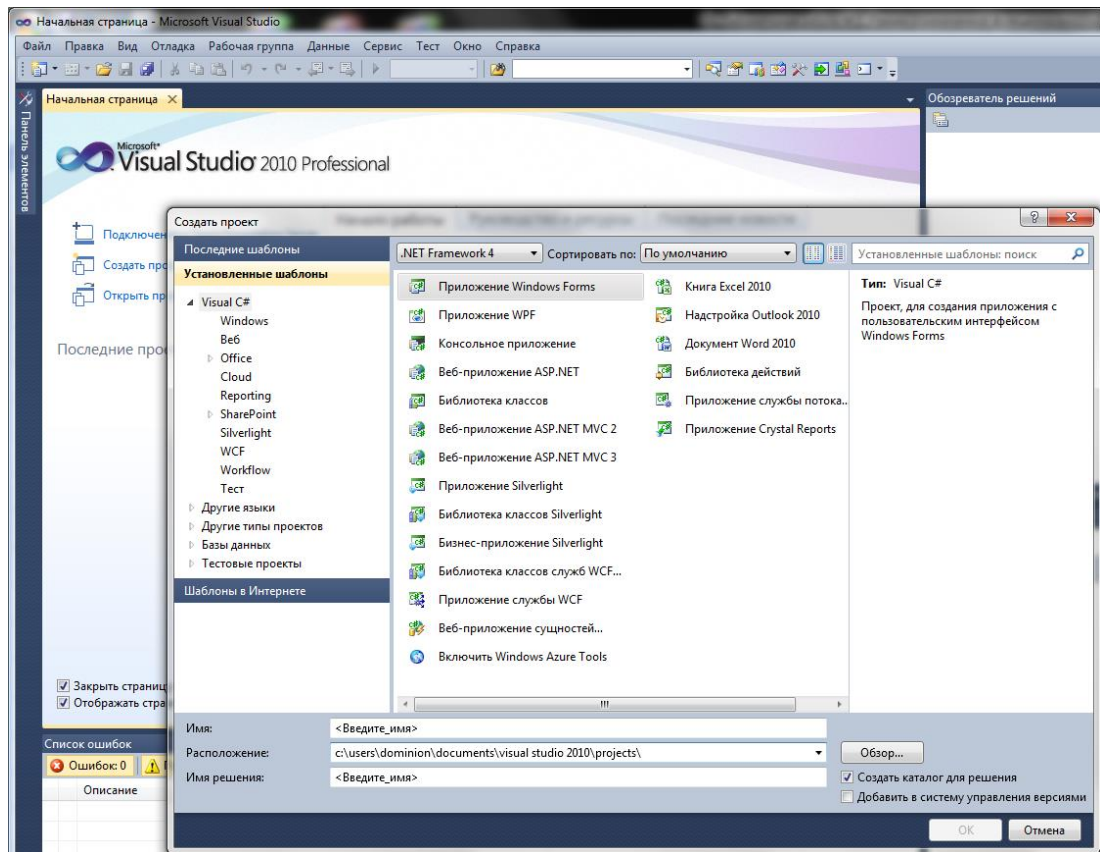 Начальная страница - Microsoft Visual Studio
Файл Правка Вид Отладка Рабочая группа Данные Сервис Тест Окно Справка
Панель элементов
Начальная страница
Обозреватель решений
Microsoft
Visual Studio 2010 Professional
Подключен
Создать про
Открыть пр
Последние прое
Закрыть страниц
Отображать стра
Список ошибок
Ошибок: 0
Описание
Создать проект
Последние шаблоны
Установленные шаблоны
Visual C#
Windows
Веб
Office
Cloud
Reporting
SharePoint
Silverlight
WCF
Workflow
Тест
Другие языки
Другие типы проектов
Базы данных
Тестовые проекты
Шаблоны в Интернете
.NET Framework 4 Сортировать по: По умолчанию
Установленные шаблоны: поиск
Приложение Windows Forms
Приложение WPF
Консольное приложение
Веб-приложение ASP.NET
Библиотека классов
Веб-приложение ASP.NET MVC 2
Веб-приложение ASP.NET MVC 3
Приложение Silverlight
Библиотека классов Silverlight
Бизнес-приложение Silverlight
Библиотека классов служб WCF...
Приложение службы WCF
Веб-приложение сущностей...
Включить Windows Azure Tools
Книга Excel 2010
Надстройка Outlook 2010
Документ Word 2010
Библиотека действий
Приложение службы потока..
Приложение Crystal Reports
Тип: Visual C#
Проект, для создания приложения с
пользовательским интерфейсом
Windows Forms
Имя: <Введите_имя>
Расположение: c:\users\dominion\documents\visual studio 2010\projects\ Обзор...
Имя решения: <Введите_имя>
Создать каталог для решения
Добавить в систему управления версиями
ОК Отмена